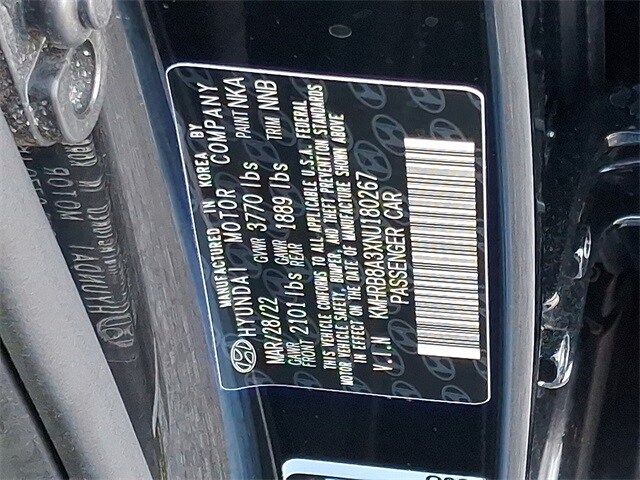 MANUFACTURED IN KOREA BY
HYUNDAI MOTOR COMPANY PAINT NKA
MAR/28/22 GVWR 3770 lbs TRIM NNB
GAWR FRONT 2101 lbs GAWR REAR 1889 lbs
THIS VEHICLE CONFORMS TO ALL APPLICABLE U.S.A. FEDERAL
MOTOR VEHICLE SAFETY, BUMPER, AND THEFT PREVENTION STANDARDS
IN EFFECT ON THE DATE OF MANUFACTURE SHOWN ABOVE
V.I.N KMHRB8A3XNU180267
PASSENGER CAR
HYUNDAI MOTOR